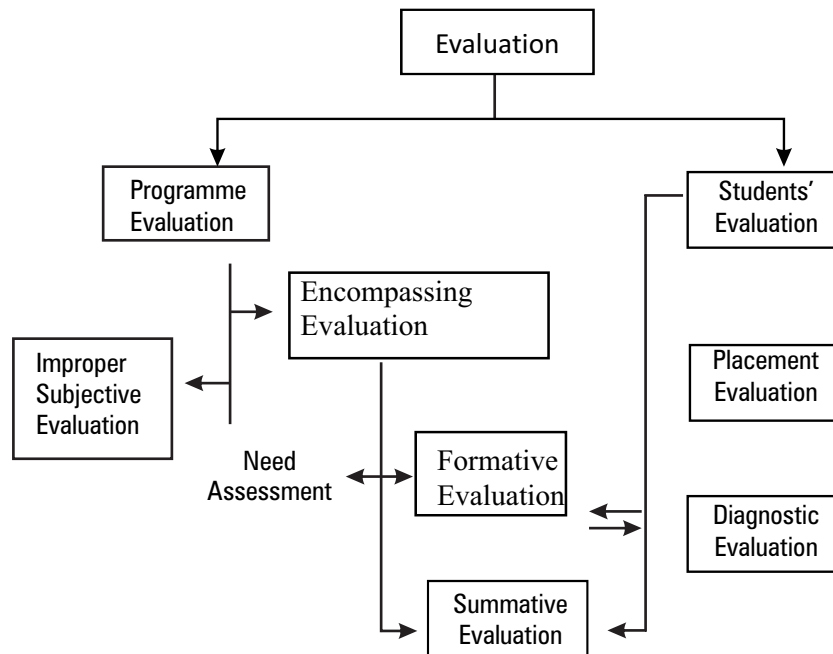 Evaluation
Programme
Evaluation
Students'
Evaluation
Encompassing
Evaluation
Improper
Subjective
Evaluation
Placement
Evaluation
Need
Assessment
Formative
Evaluation
Diagnostic
Evaluation
Summative
Evaluation